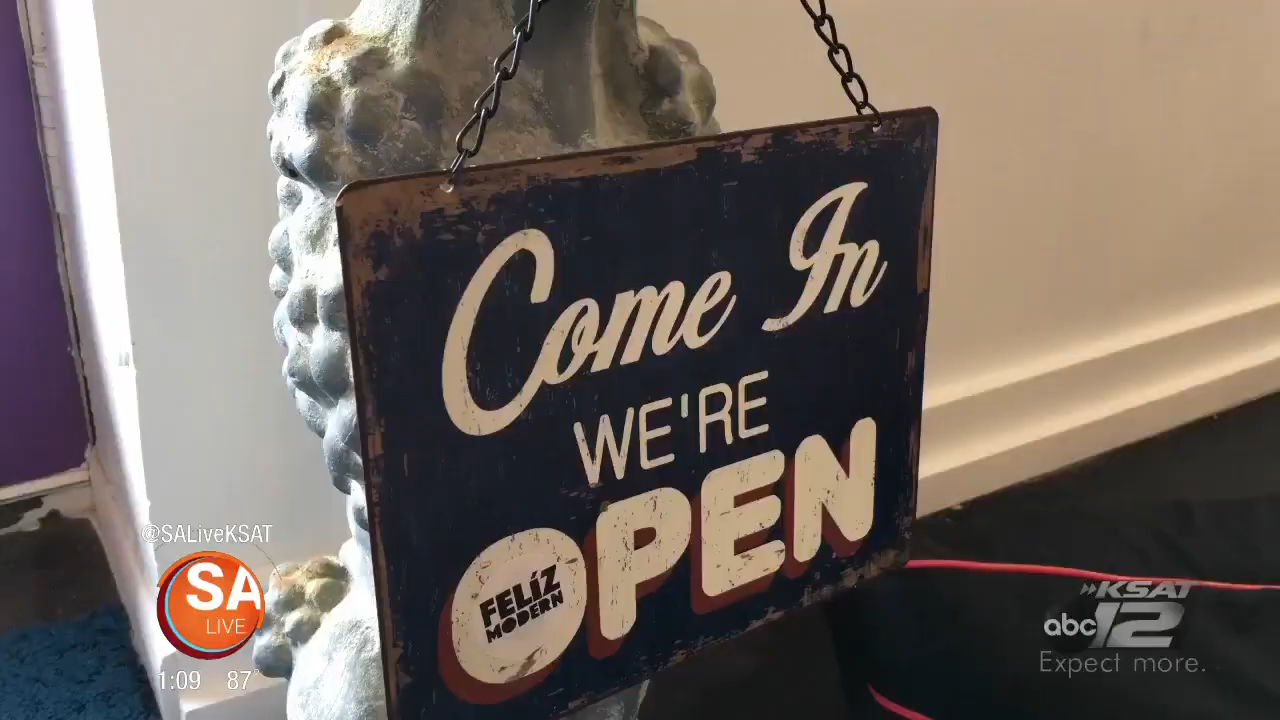 Come In
WE'RE
OPEN
FELÍZ
MODERN
@SALiveKSAT
SA
LIVE
1:09 87°
KSAT
abc 12
Expect more.